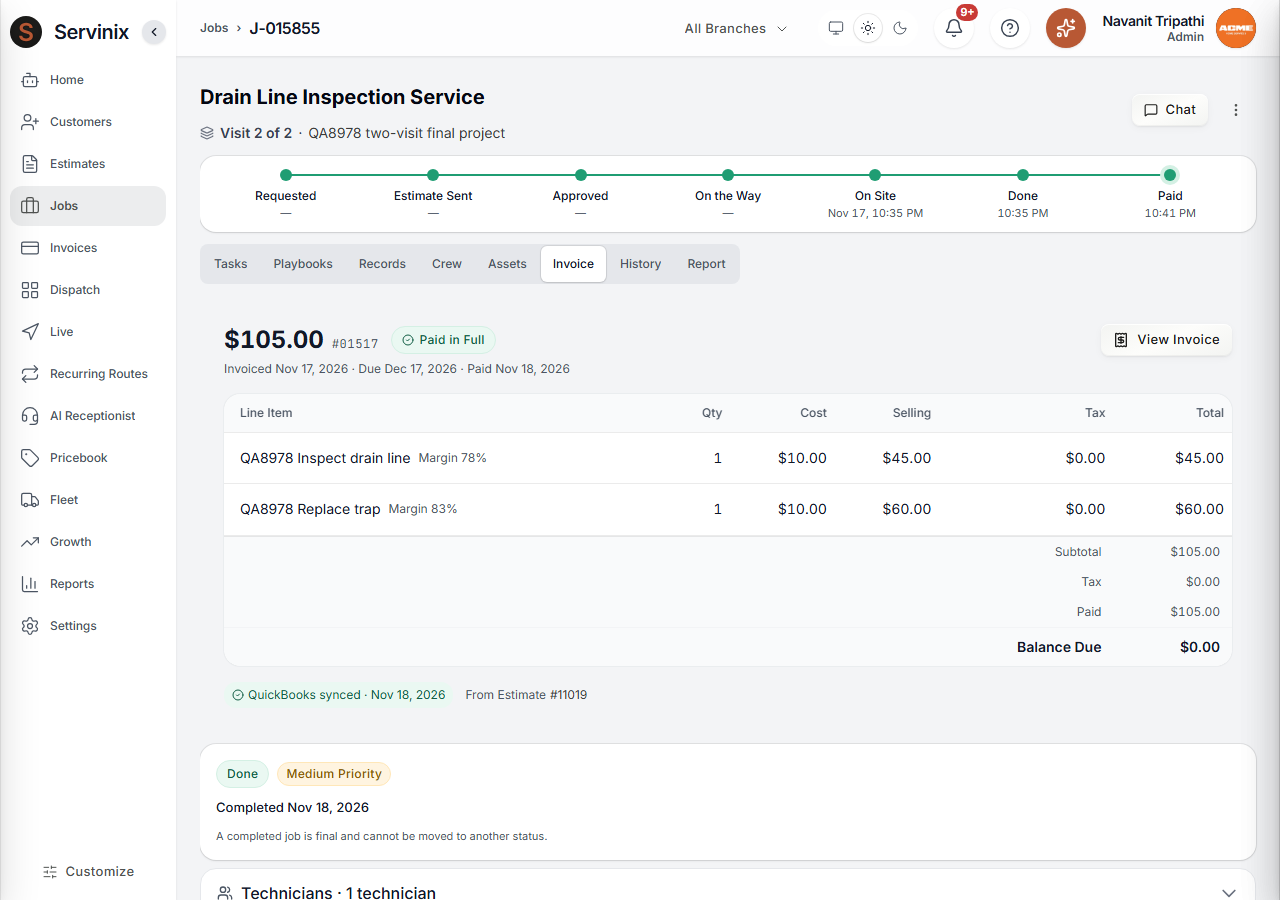 S Servinix
Jobs › J-015855
All Branches
9+
Navanit Tripathi
Admin
ACME
Home
Customers
Estimates
Jobs
Invoices
Dispatch
Live
Recurring Routes
AI Receptionist
Pricebook
Fleet
Growth
Reports
Settings
Customize
Drain Line Inspection Service
Visit 2 of 2 · QA8978 two-visit final project
Chat
Requested Estimate Sent Approved On the Way On Site Done Paid
— — — — Nov 17, 10:35 PM 10:35 PM 10:41 PM
Tasks Playbooks Records Crew Assets Invoice History Report
$105.00 #01517 Paid in Full
View Invoice
Invoiced Nov 17, 2026 · Due Dec 17, 2026 · Paid Nov 18, 2026
Line Item Qty Cost Selling Tax Total
QA8978 Inspect drain line Margin 78% 1 $10.00 $45.00 $0.00 $45.00
QA8978 Replace trap Margin 83% 1 $10.00 $60.00 $0.00 $60.00
Subtotal $105.00
Tax $0.00
Paid $105.00
Balance Due $0.00
QuickBooks synced · Nov 18, 2026 From Estimate #11019
Done Medium Priority
Completed Nov 18, 2026
A completed job is final and cannot be moved to another status.
Technicians · 1 technician